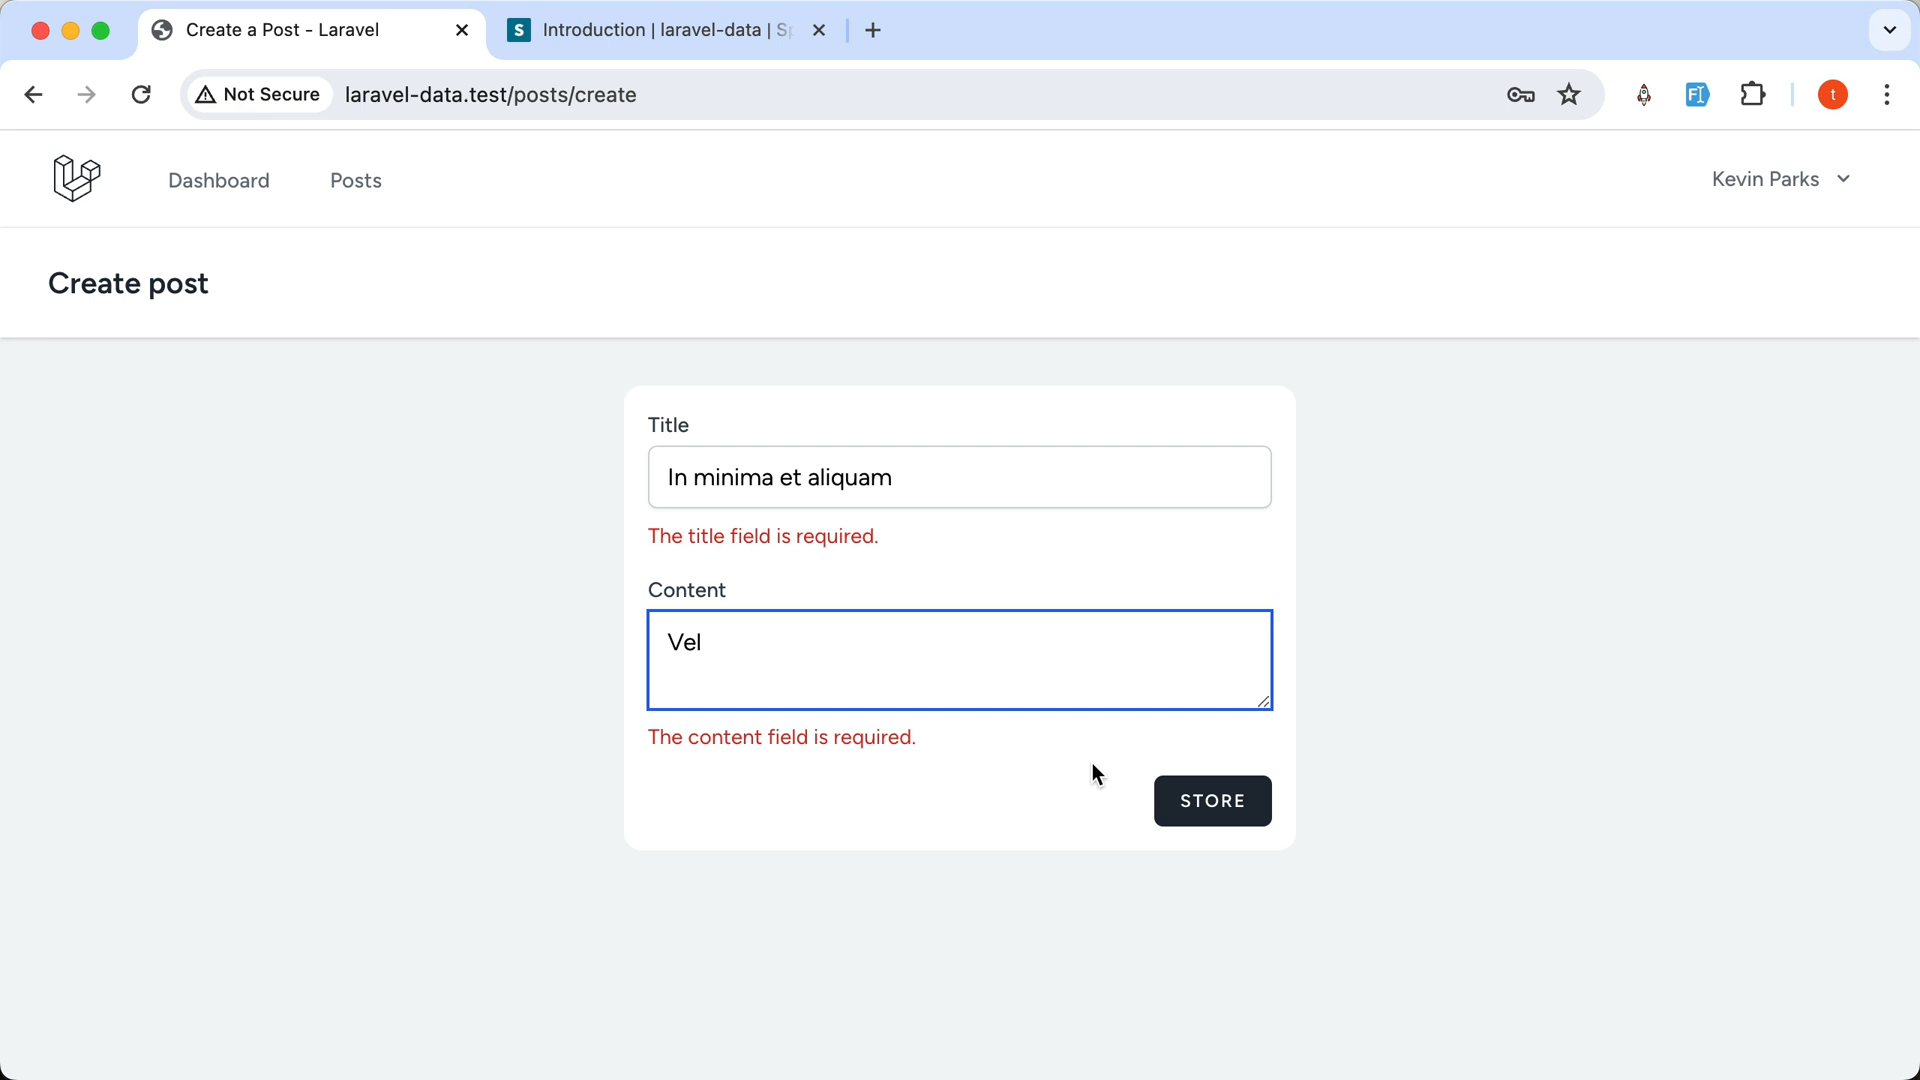 Create a Post - Laravel
Introduction | laravel-data | Sp
Not Secure
laravel-data.test/posts/create
t
Dashboard
Posts
Kevin Parks
Create post
Title
In minima et aliquam
The title field is required.
Content
Vel
The content field is required.
STORE